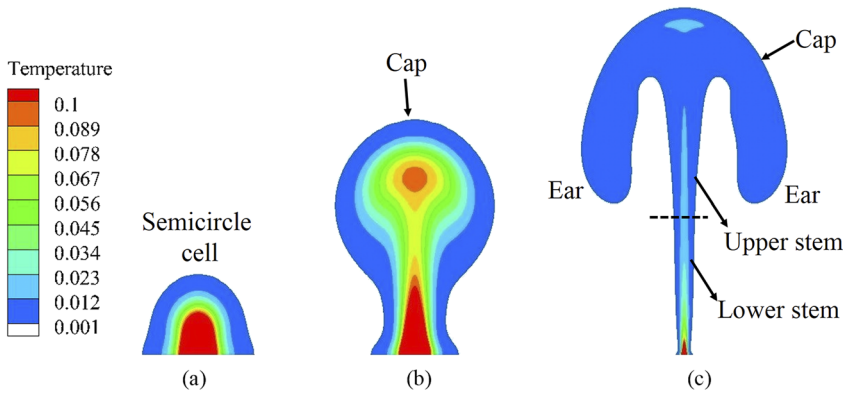 Temperature
0.1
0.089
0.078
0.067
0.056
0.045
0.034
0.023
0.012
0.001
Semicircle
cell
(a)
Cap
(b)
Cap
Ear
Ear
Upper stem
Lower stem
(c)